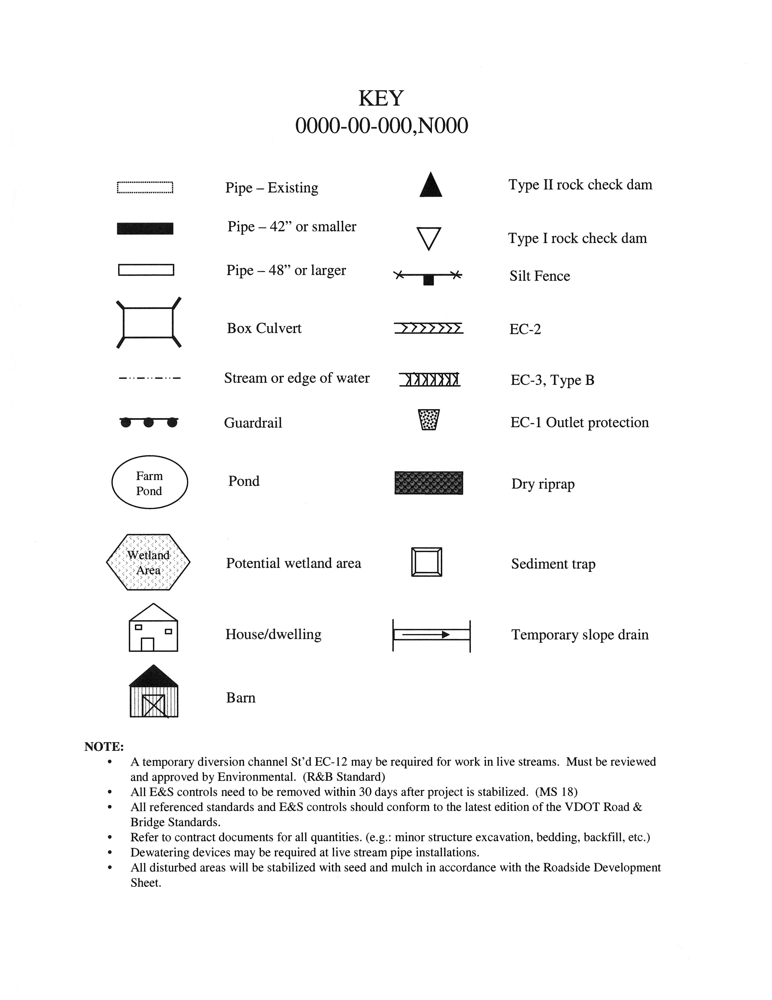 KEY
0000-00-000,N000
Pipe – Existing
Type II rock check dam
Pipe – 42” or smaller
Type I rock check dam
Pipe – 48” or larger
Silt Fence
Box Culvert
EC-2
Stream or edge of water
EC-3, Type B
Guardrail
EC-1 Outlet protection
Farm
Pond
Pond
Dry riprap
Wetland
Area
Potential wetland area
Sediment trap
House/dwelling
Temporary slope drain
Barn
NOTE:
• A temporary diversion channel St’d EC-12 may be required for work in live streams.  Must be reviewed
and approved by Environmental.  (R&B Standard)
• All E&S controls need to be removed within 30 days after project is stabilized.  (MS 18)
• All referenced standards and E&S controls should conform to the latest edition of the VDOT Road &
Bridge Standards.
• Refer to contract documents for all quantities. (e.g.: minor structure excavation, bedding, backfill, etc.)
• Dewatering devices may be required at live stream pipe installations.
• All disturbed areas will be stabilized with seed and mulch in accordance with the Roadside Development
Sheet.